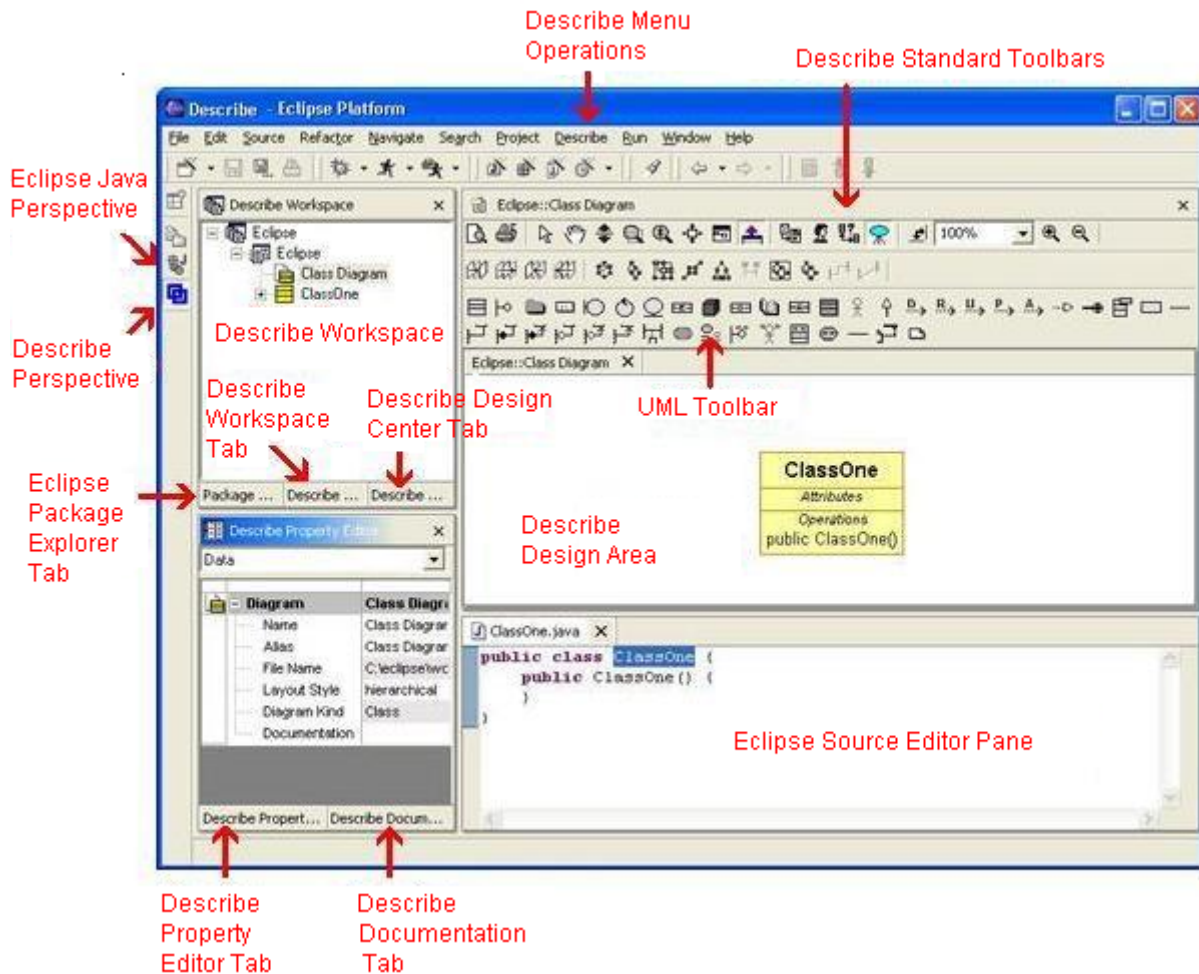 Describe Menu
Operations
Describe Standard Toolbars
Describe - Eclipse Platform
File Edit Source Refactor Navigate Search Project Describe Run Window Help
Eclipse Java
Perspective
Describe Workspace
Eclipse::Class Diagram
Eclipse
100%
Eclipse
Class Diagram
ClassOne
Describe Workspace
Describe
Perspective
Eclipse::Class Diagram
Describe
Workspace
Tab
Describe Design
Center Tab
UML Toolbar
Eclipse
Package
Explorer
Tab
Package ... Describe ... Describe ...
ClassOne
Attributes
Operations
public ClassOne()
Describe
Design Area
Describe Property Editor
Data
Diagram Class Diagr
Name Class Diagrar
Alias Class Diagrar
File Name C:\eclipse\wc
Layout Style hierarchical
Diagram Kind Class
Documentation
ClassOne.java
public class ClassOne {
public ClassOne() {
}
}
Eclipse Source Editor Pane
Describe Propert... Describe Docum...
Describe
Property
Editor Tab
Describe
Documentation
Tab